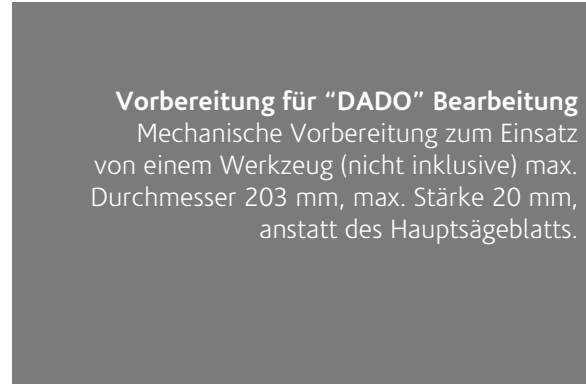 Vorbereitung für “DADO” Bearbeitung
Mechanische Vorbereitung zum Einsatz
von einem Werkzeug (nicht inklusive) max.
Durchmesser 203 mm, max. Stärke 20 mm,
anstatt des Hauptsägeblatts.